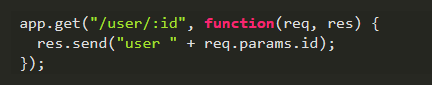 app.get("/user/:id", function(req, res) {
  res.send("user " + req.params.id);
});